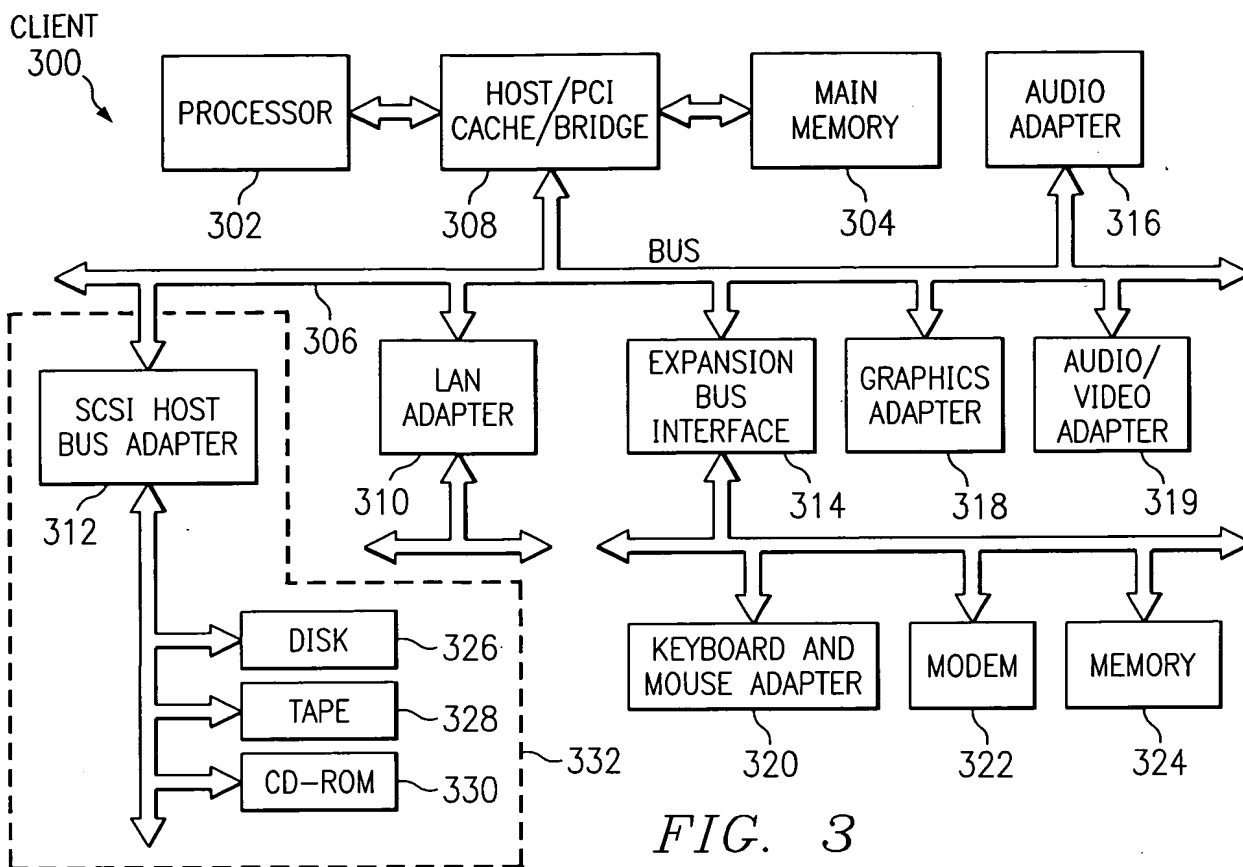 CLIENT
300
PROCESSOR
302
HOST/PCI
CACHE/BRIDGE
308
MAIN
MEMORY
304
AUDIO
ADAPTER
316
BUS
306
SCSI HOST
BUS ADAPTER
312
LAN
ADAPTER
310
EXPANSION
BUS
INTERFACE
314
GRAPHICS
ADAPTER
318
AUDIO/
VIDEO
ADAPTER
319
DISK
326
TAPE
328
CD-ROM
330
332
KEYBOARD AND
MOUSE ADAPTER
320
MODEM
322
MEMORY
324
FIG. 3